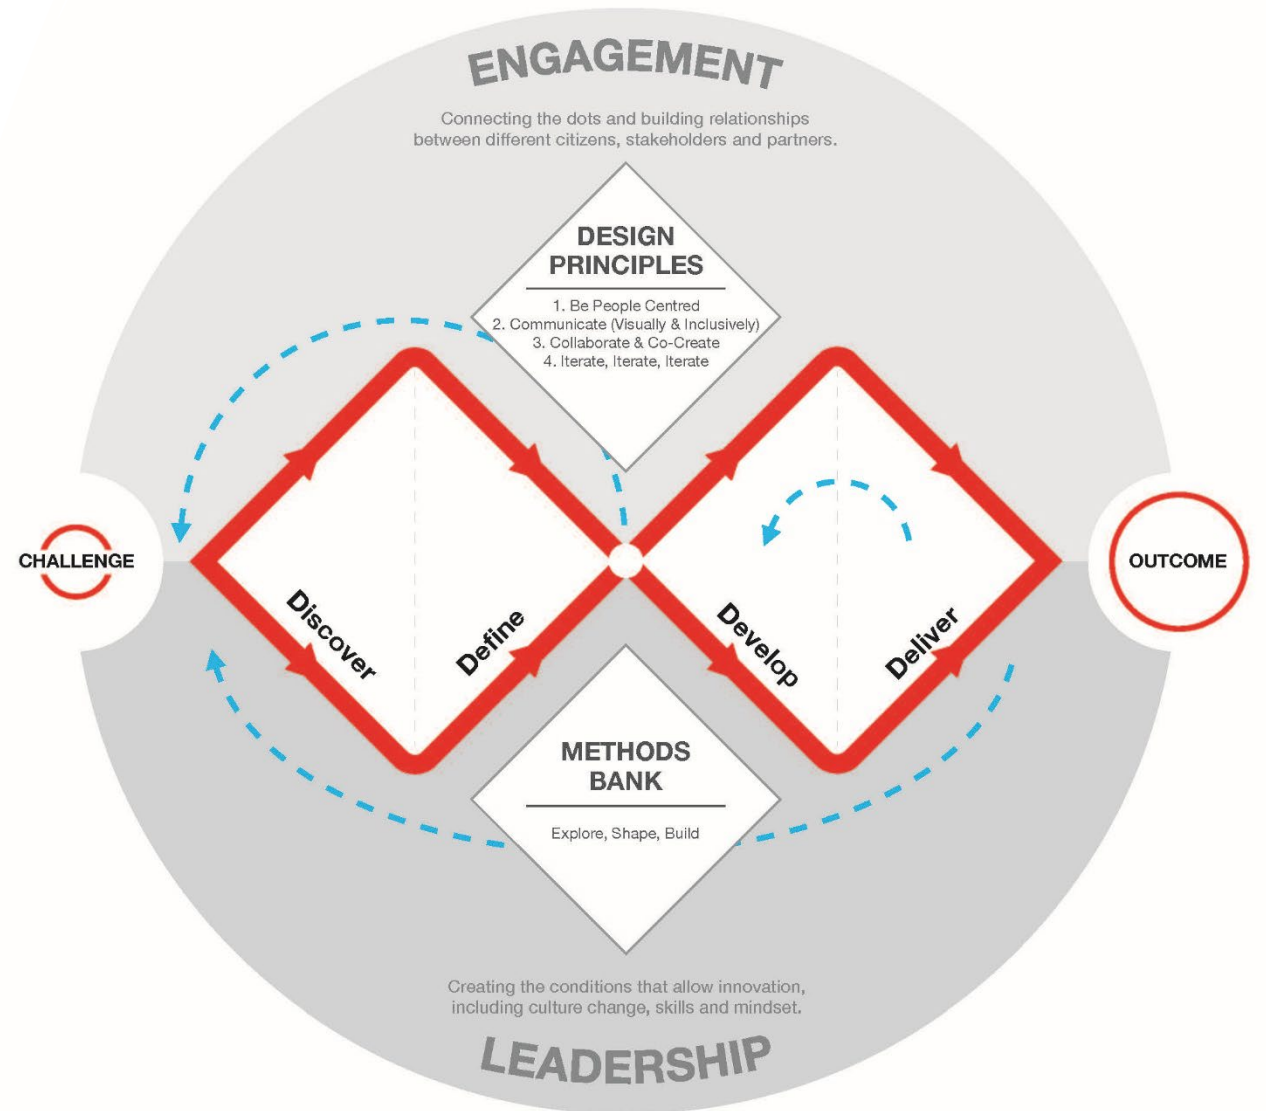 ENGAGEMENT
Connecting the dots and building relationships
between different citizens, stakeholders and partners.
DESIGN
PRINCIPLES
1. Be People Centred
2. Communicate (Visually & Inclusively)
3. Collaborate & Co-Create
4. Iterate, Iterate, Iterate
CHALLENGE
OUTCOME
Discover
Define
Develop
Deliver
METHODS
BANK
Explore, Shape, Build
Creating the conditions that allow innovation,
including culture change, skills and mindset.
LEADERSHIP